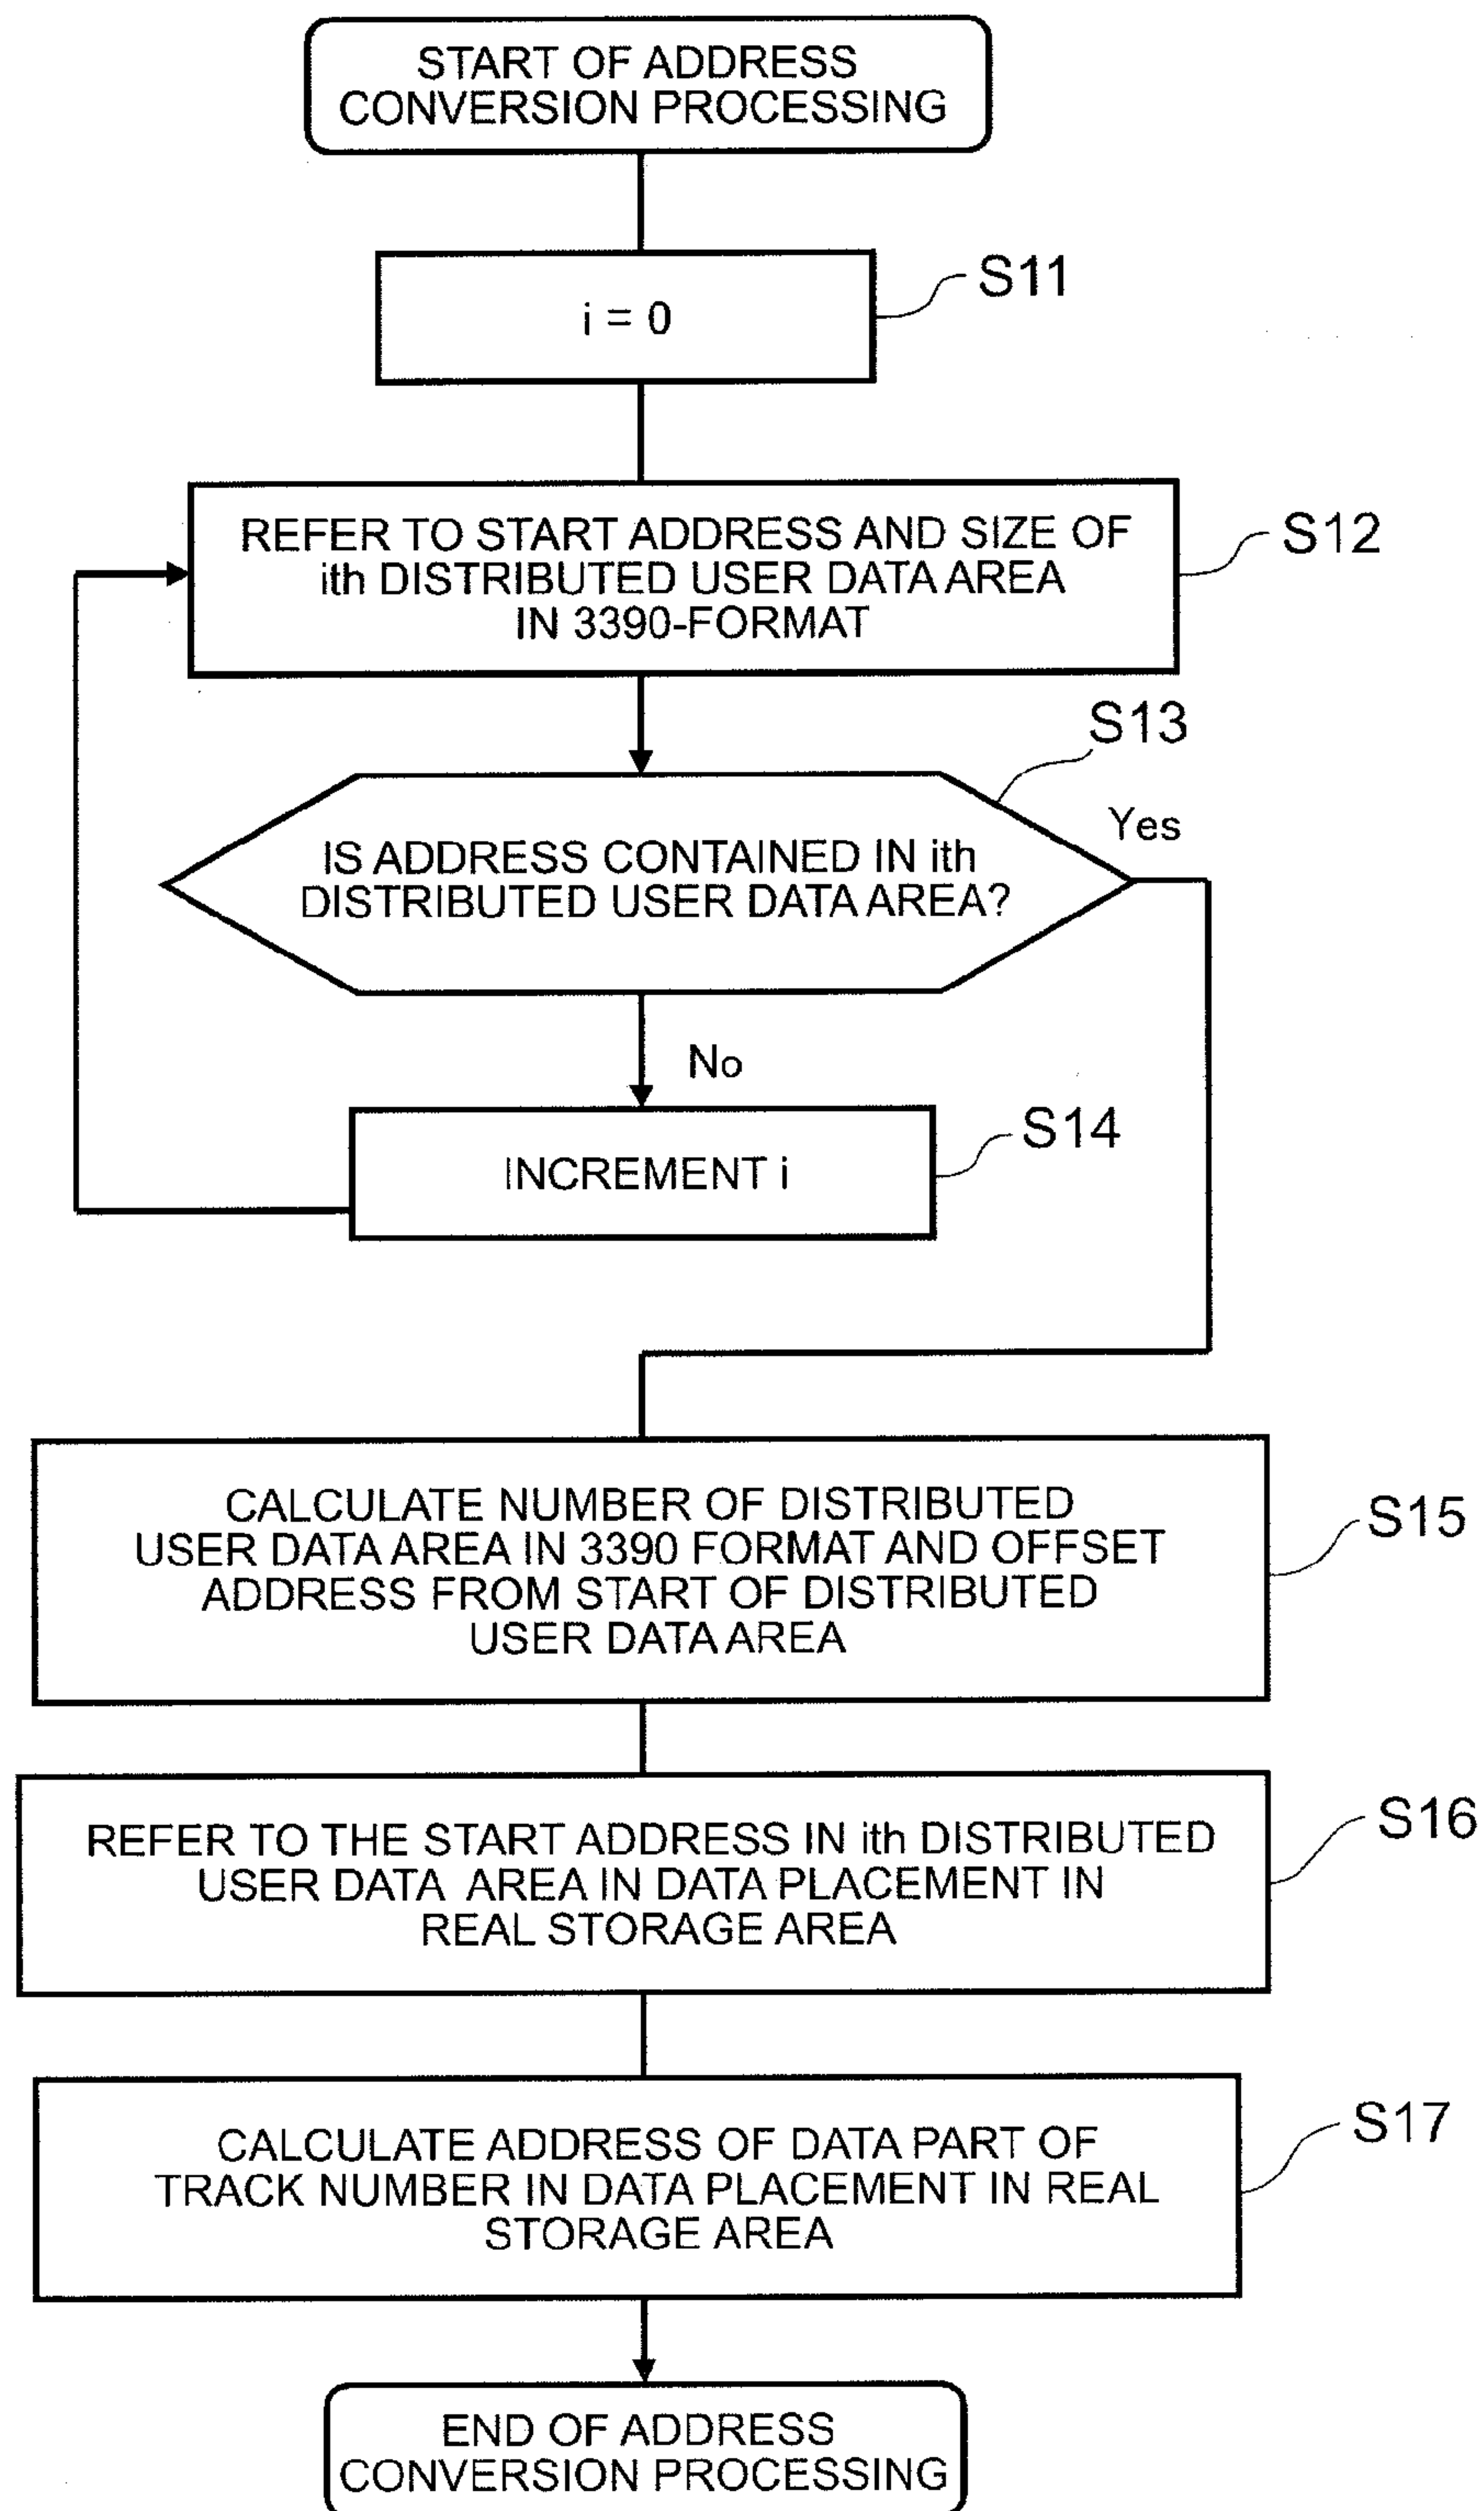 START OF ADDRESS
CONVERSION PROCESSING
i = 0
S11
REFER TO START ADDRESS AND SIZE OF
ith DISTRIBUTED USER DATA AREA
IN 3390-FORMAT
S12
S13
IS ADDRESS CONTAINED IN ith
DISTRIBUTED USER DATA AREA?
Yes
No
INCREMENT i
S14
CALCULATE NUMBER OF DISTRIBUTED
USER DATA AREA IN 3390 FORMAT AND OFFSET
ADDRESS FROM START OF DISTRIBUTED
USER DATA AREA
S15
REFER TO THE START ADDRESS IN ith DISTRIBUTED
USER DATA AREA IN DATA PLACEMENT IN
REAL STORAGE AREA
S16
CALCULATE ADDRESS OF DATA PART OF
TRACK NUMBER IN DATA PLACEMENT IN REAL
STORAGE AREA
S17
END OF ADDRESS
CONVERSION PROCESSING